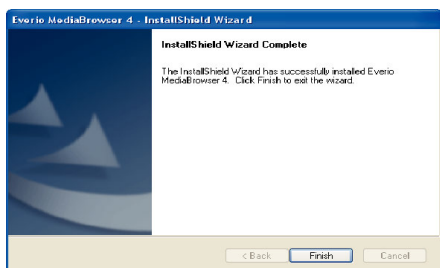 Everio MediaBrowser 4 - InstallShield Wizard
InstallShield Wizard Complete
The InstallShield Wizard has successfully installed Everio
MediaBrowser 4. Click Finish to exit the wizard.
< Back Finish Cancel